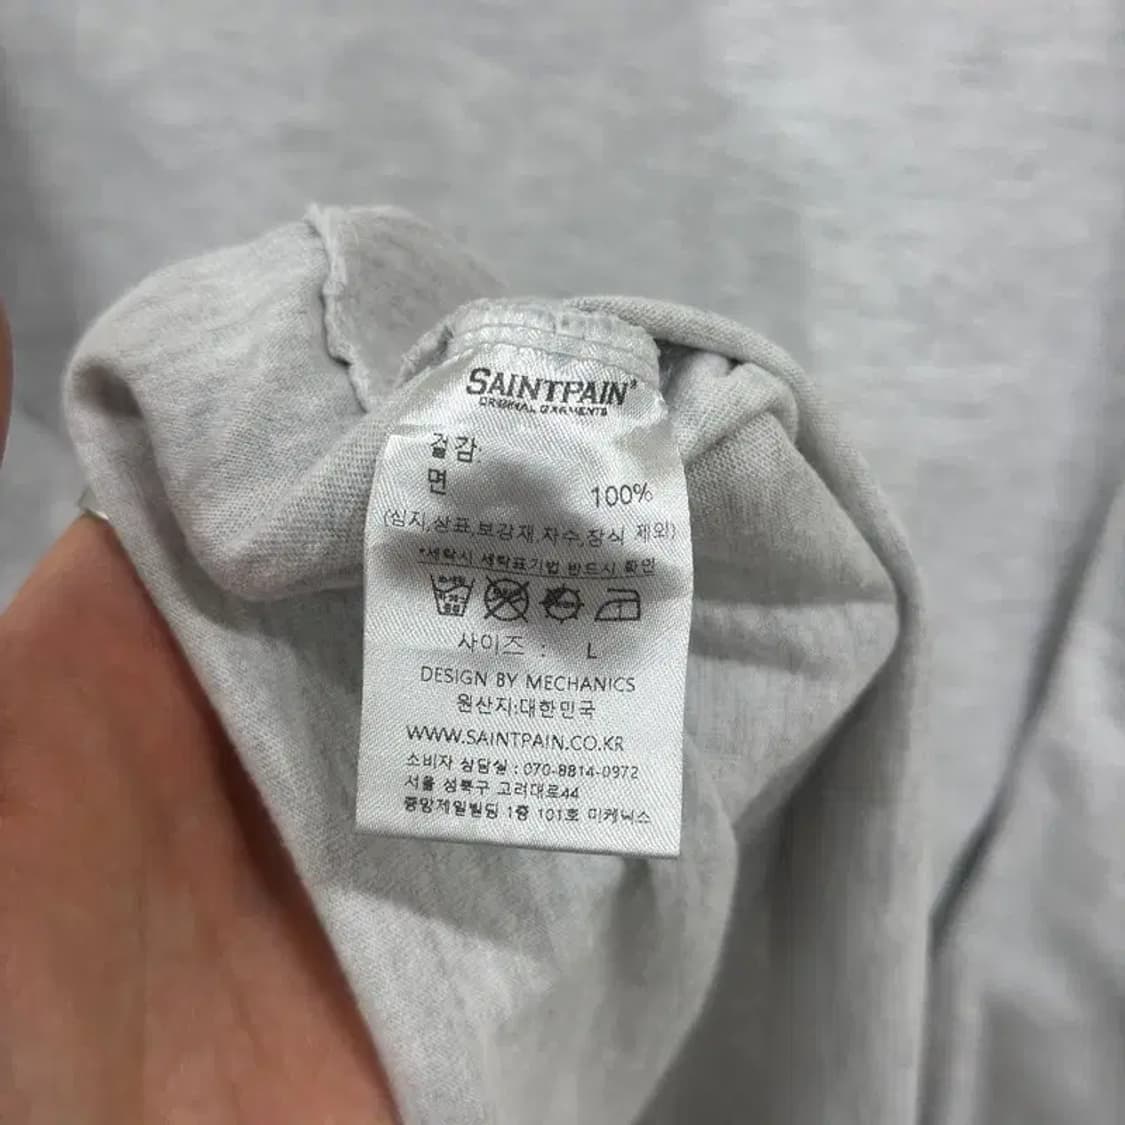 SAINTPAIN*
ORIGINAL GARMENTS
겉감
면 100%
(심지,상표,보강재,자수,장식 제외)
*세탁시 세탁표기법 반드시 확인
사이즈 : L
DESIGN BY MECHANICS
원산지:대한민국
WWW.SAINTPAIN.CO.KR
소비자 상담실 : 070-8814-0972
서울 성북구 고려대로44
중앙제일빌딩 1층 101호 미케닉스